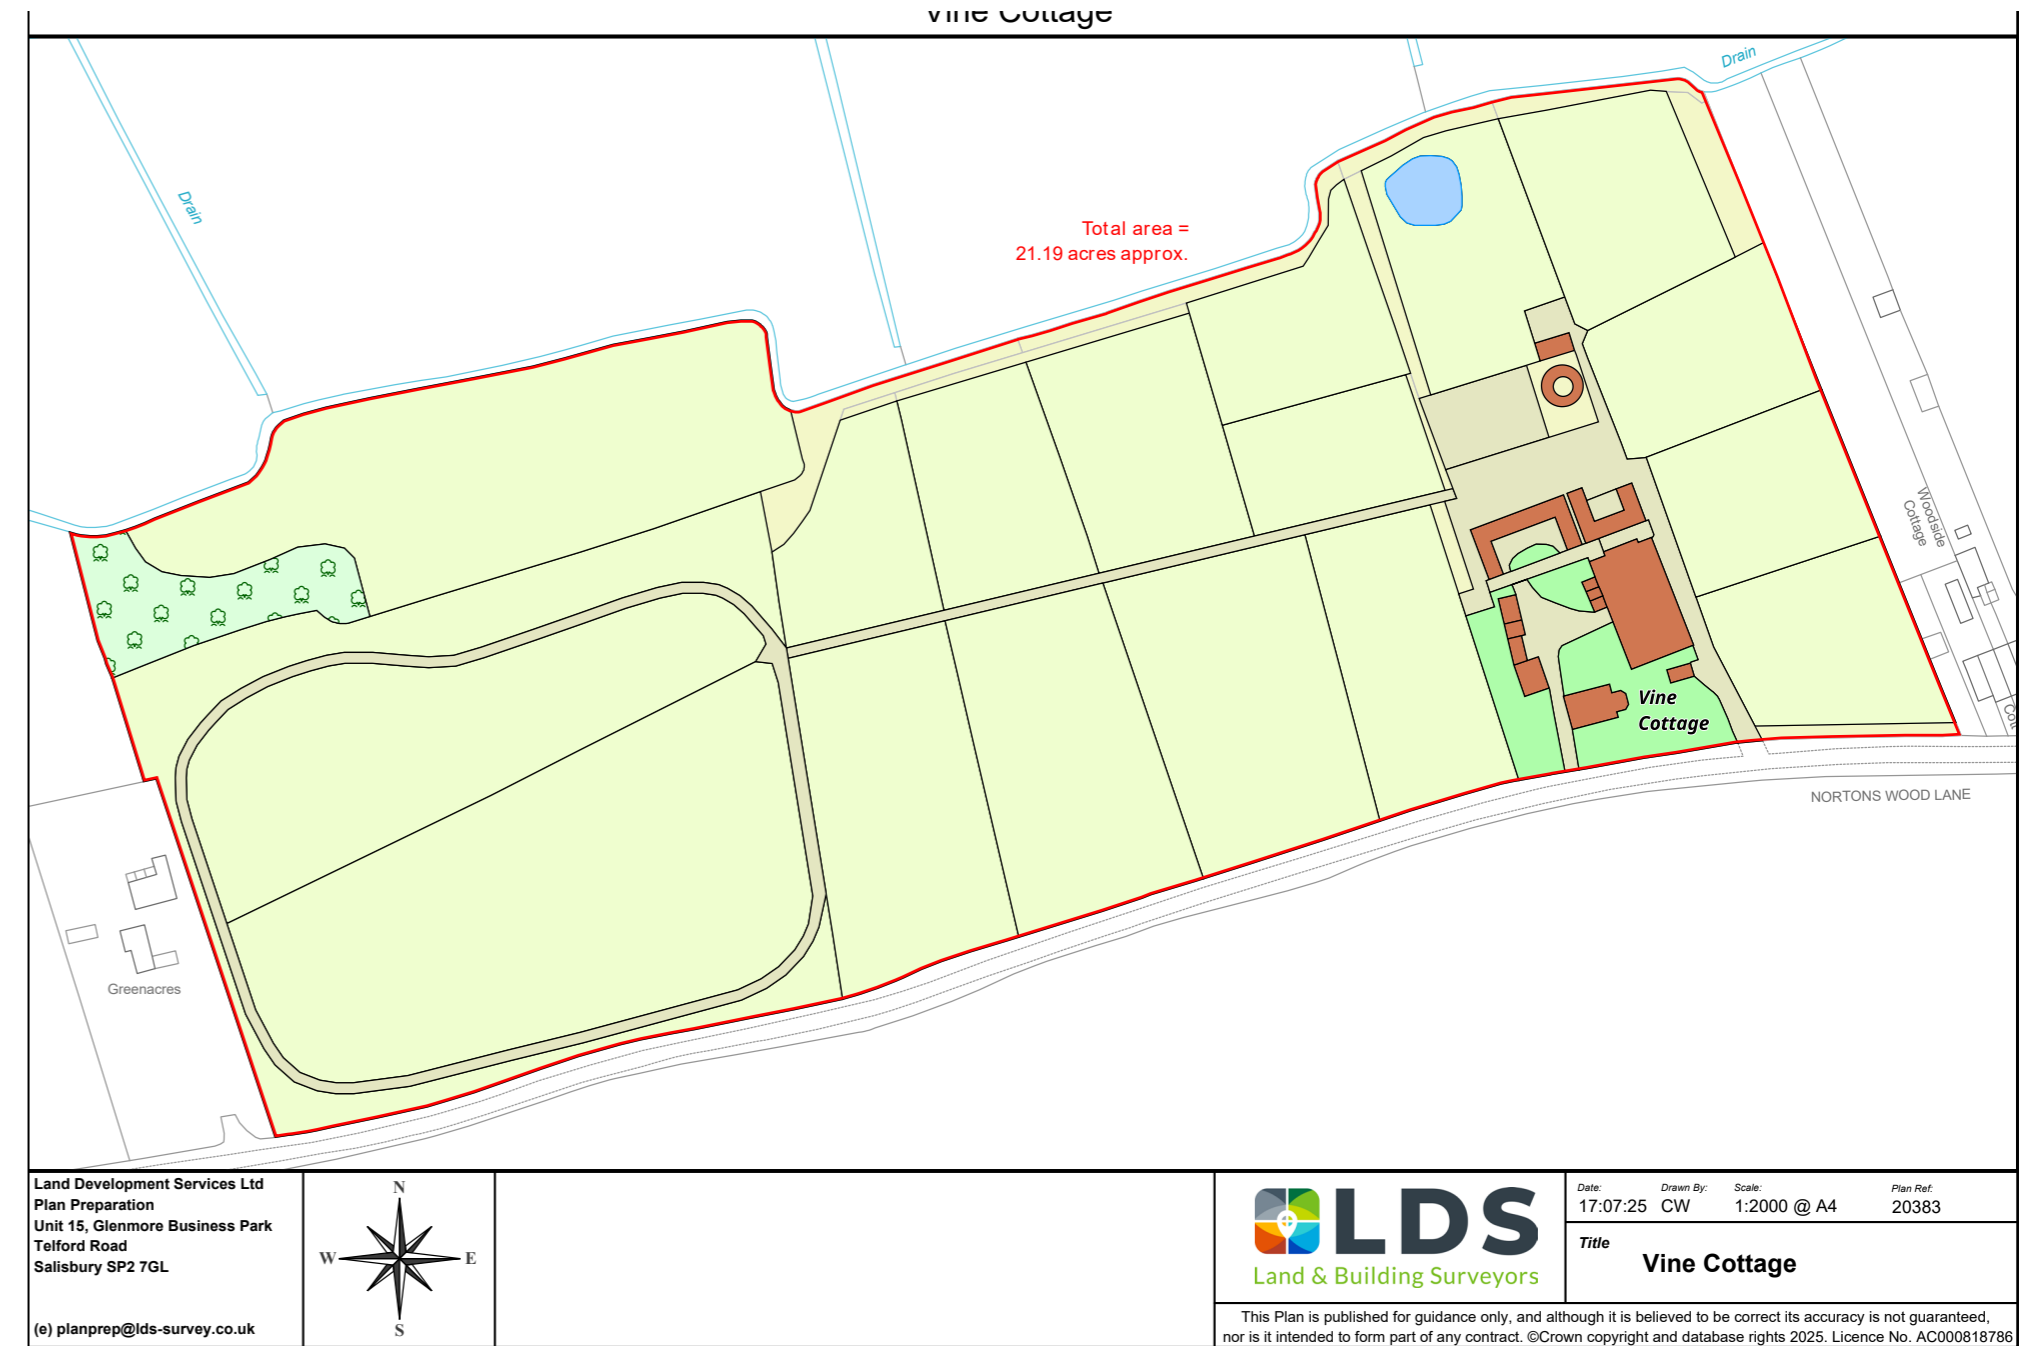 Vine Cottage
Drain
Drain
Total area =
21.19 acres approx.
Woodside
Cottage
Vine
Cottage
NORTONS WOOD LANE
Greenacres
Land Development Services Ltd
Plan Preparation
Unit 15, Glenmore Business Park
Telford Road
Salisbury SP2 7GL
(e) planprep@lds-survey.co.uk
N
W
E
S
LDS
Land & Building Surveyors
Date:
17:07:25
Drawn By:
CW
Scale:
1:2000 @ A4
Plan Ref:
20383
Title
Vine Cottage
This Plan is published for guidance only, and although it is believed to be correct its accuracy is not guaranteed,
nor is it intended to form part of any contract. ©Crown copyright and database rights 2025. Licence No. AC000818786